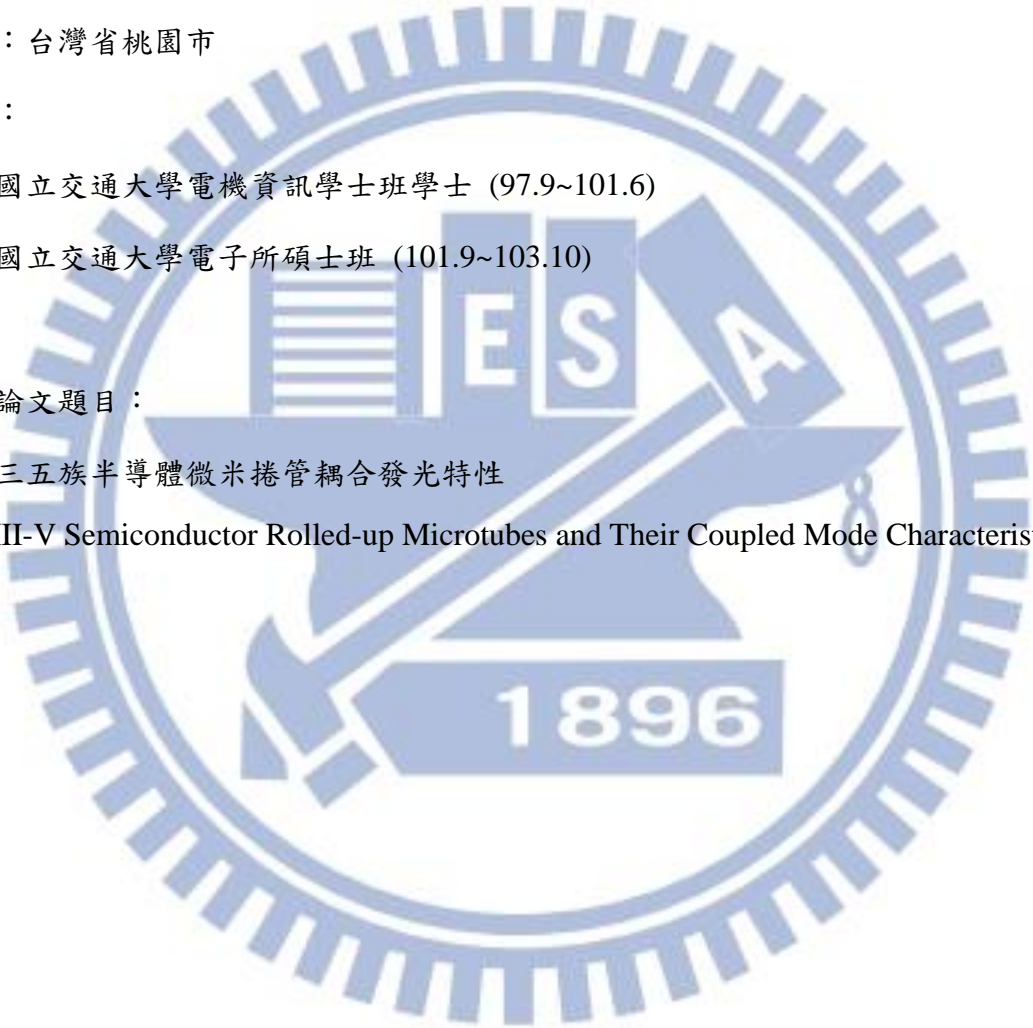 ：台灣省桃園市
：
國立交通大學電機資訊學士班學士 (97.9~101.6)
國立交通大學電子所碩士班 (101.9~103.10)
論文題目：
三五族半導體微米捲管耦合發光特性
II-V Semiconductor Rolled-up Microtubes and Their Coupled Mode Characteris
E S A
1896